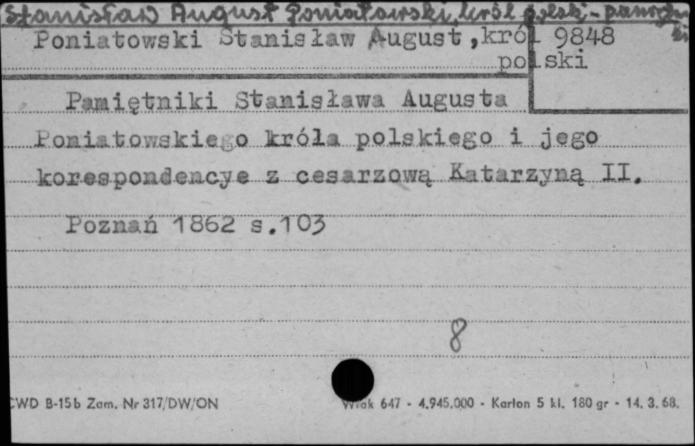 Stanisław August Poniatowski, król polski - pamiętniki
Poniatowski Stanisław August, król 9848
polski
Pamiętniki Stanisława Augusta
Poniatowskiego króla polskiego i jego
korespondencye z cesarzową Katarzyną II.
Poznań 1862 s.103
8
CWD B-15b Zam. Nr 317/DW/ON
647 - 4.945.000 - Karton 5 kl. 180 gr - 14. 3. 68.